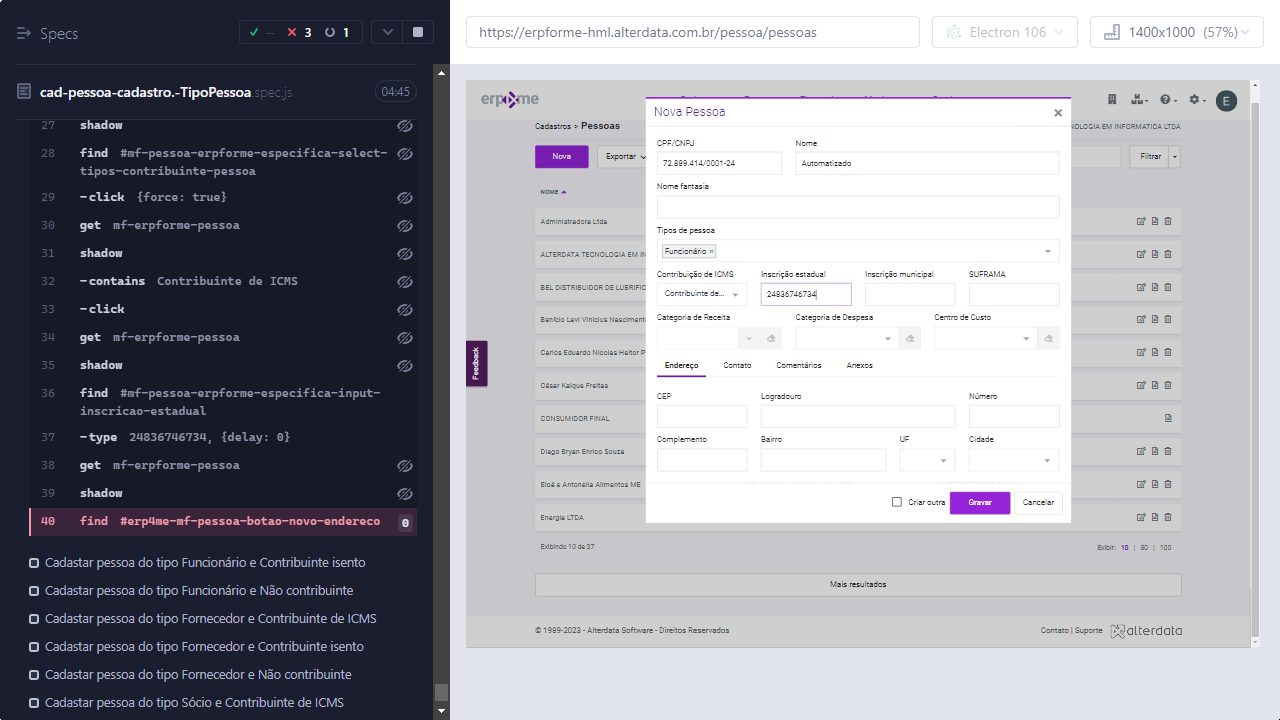 Specs
--
3
1
cad-pessoa-cadastro.-TipoPessoa.spec.js
04:45
27 shadow
28 find #mf-pessoa-erpforme-especifica-select-
tipos-contribuinte-pessoa
29 -click {force: true}
30 get mf-erpforme-pessoa
31 shadow
32 -contains Contribuinte de ICMS
33 -click
34 get mf-erpforme-pessoa
35 shadow
36 find #mf-pessoa-erpforme-especifica-input-
inscricao-estadual
37 -type 24836746734, {delay: 0}
38 get mf-erpforme-pessoa
39 shadow
40 find #erp4me-mf-pessoa-botao-novo-endereco 0
Cadastar pessoa do tipo Funcionário e Contribuinte isento
Cadastar pessoa do tipo Funcionário e Não contribuinte
Cadastar pessoa do tipo Fornecedor e Contribuinte de ICMS
Cadastar pessoa do tipo Fornecedor e Contribuinte isento
Cadastar pessoa do tipo Fornecedor e Não contribuinte
Cadastar pessoa do tipo Sócio e Contribuinte de ICMS
https://erpforme-hml.alterdata.com.br/pessoa/pessoas
Electron 106
1400x1000 (57%)
E
Cadastros > Pessoas
NOLOGIA EM INFORMATICA LTDA
Nova
Exportar
Filtrar
NOME
Administradora Ltda
ALTERDATA TECNOLOGIA EM IN
BEL DISTRIBUIDOR DE LUBRIFIC
Benício Levi Vinicius Nascimento
Carlos Eduardo Nicolas Heitor P
César Kaique Freitas
CONSUMIDOR FINAL
Diego Bryan Enrico Souza
Eloá e Antonella Alimentos ME
Energia LTDA
Exibindo 10 de 37
Exibir: 10 | 50 | 100
Mais resultados
Feedback
Nova Pessoa
×
CPF/CNPJ
Nome
72.889.414/0001-24
Automatizado
Nome fantasia
Tipos de pessoa
Funcionário ×
Contribuição de ICMS
Inscrição estadual
Inscrição municipal
SUFRAMA
Contribuinte de...
24836746734
Categoria de Receita
Categoria de Despesa
Centro de Custo
Endereço
Contato
Comentários
Anexos
CEP
Logradouro
Número
Complemento
Bairro
UF
Cidade
Criar outra
Gravar
Cancelar
© 1989-2023 - Alterdata Software - Direitos Reservados
Contato | Suporte
alterdata